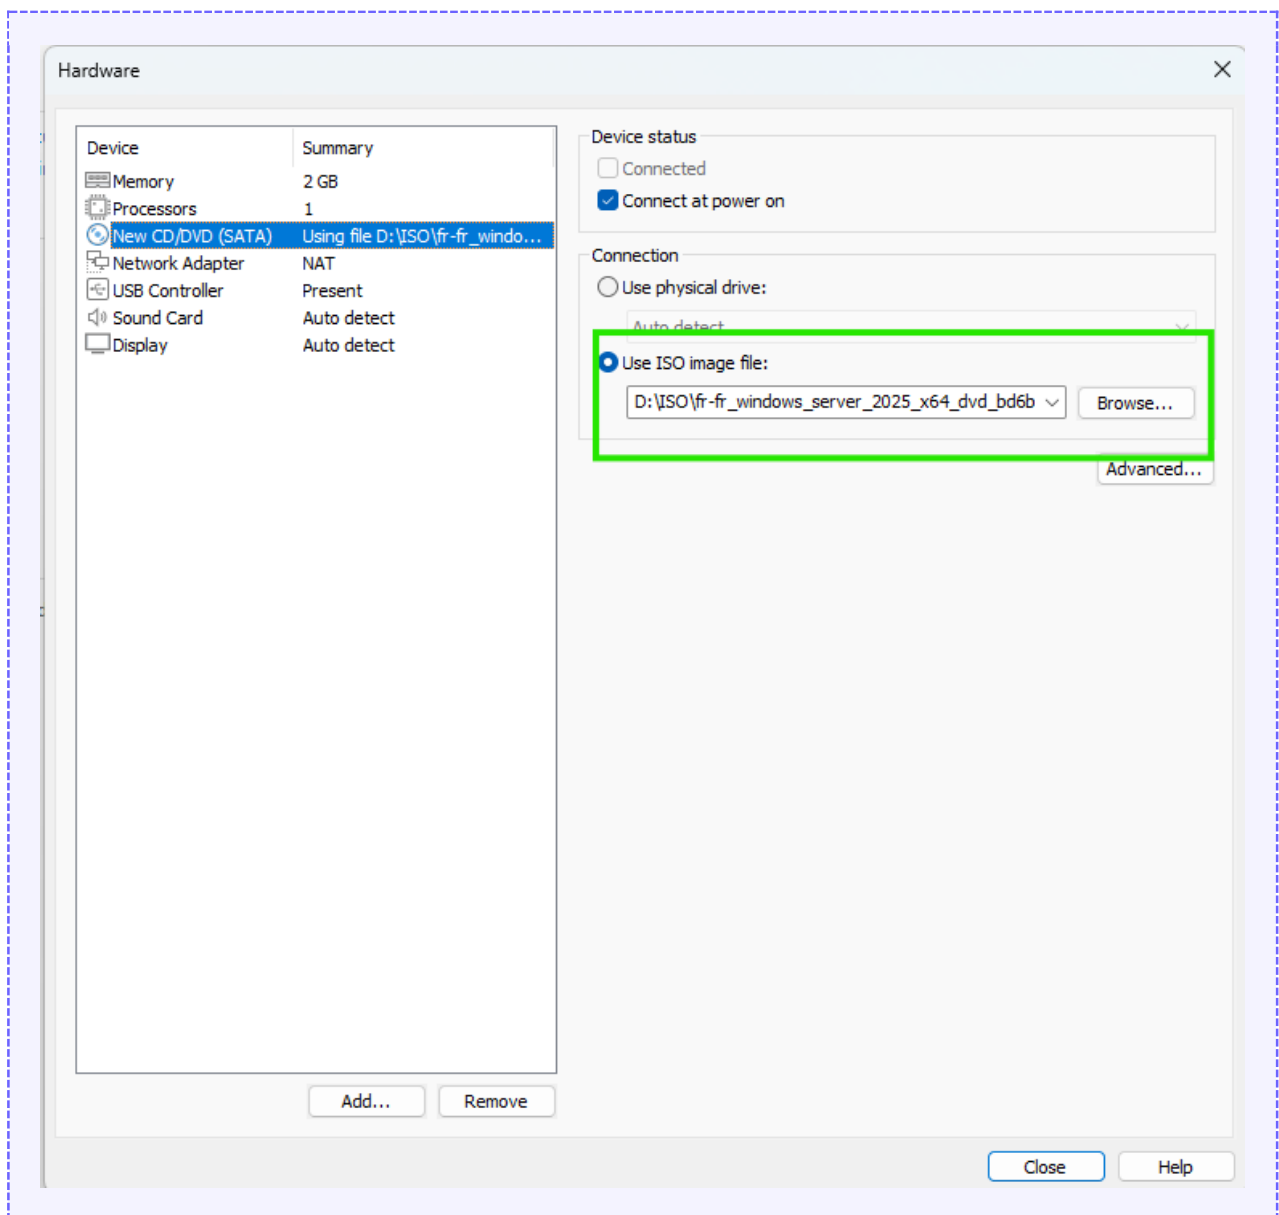 Hardware
Device Summary
Memory 2 GB
Processors 1
New CD/DVD (SATA) Using file D:\ISO\fr-fr_windo...
Network Adapter NAT
USB Controller Present
Sound Card Auto detect
Display Auto detect
Add... Remove
Device status
Connected
Connect at power on
Connection
Use physical drive:
Auto detect
Use ISO image file:
D:\ISO\fr-fr_windows_server_2025_x64_dvd_bd6b Browse...
Advanced...
Close Help